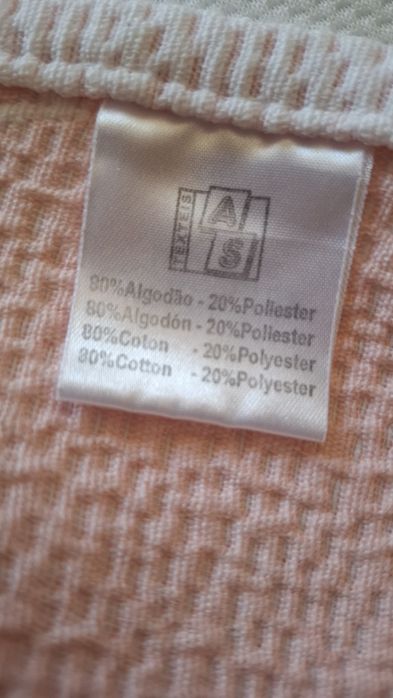 TEXTEIS
A
S
80%Algodão - 20%Poliester
80%Algodón - 20%Poliester
80%Coton - 20%Polyester
80%Cotton - 20%Polyester